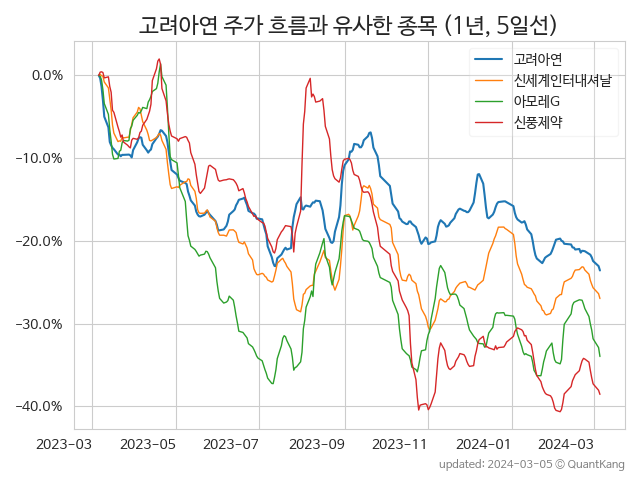 고려아연 주가 흐름과 유사한 종목 (1년, 5일선)
고려아연
신세계인터내셔날
아모레G
신풍제약
0.0%
−10.0%
−20.0%
−30.0%
−40.0%
2023-03 2023-05 2023-07 2023-09 2023-11 2024-01 2024-03
updated: 2024-03-05 © QuantKang